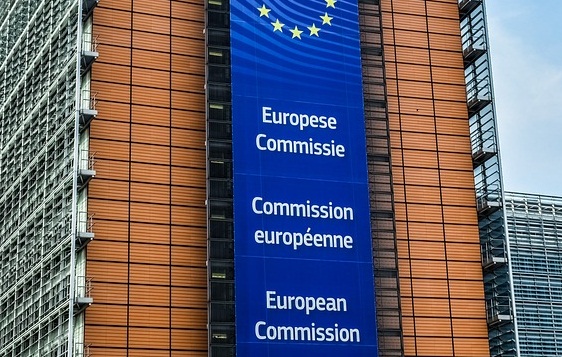 Europese
Commissie
Commission
européenne
European
Commission